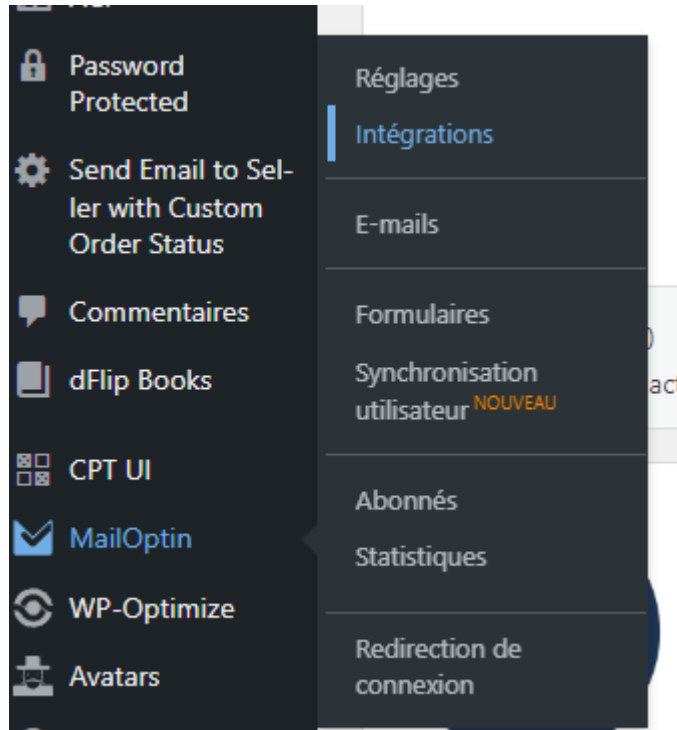 Password
Protected
Send Email to Sel-
ler with Custom
Order Status
Commentaires
dFlip Books
CPT UI
MailOptin
WP-Optimize
Avatars
Réglages
Intégrations
E-mails
Formulaires
Synchronisation
utilisateur NOUVEAU
Abonnés
Statistiques
Redirection de
connexion
)
act